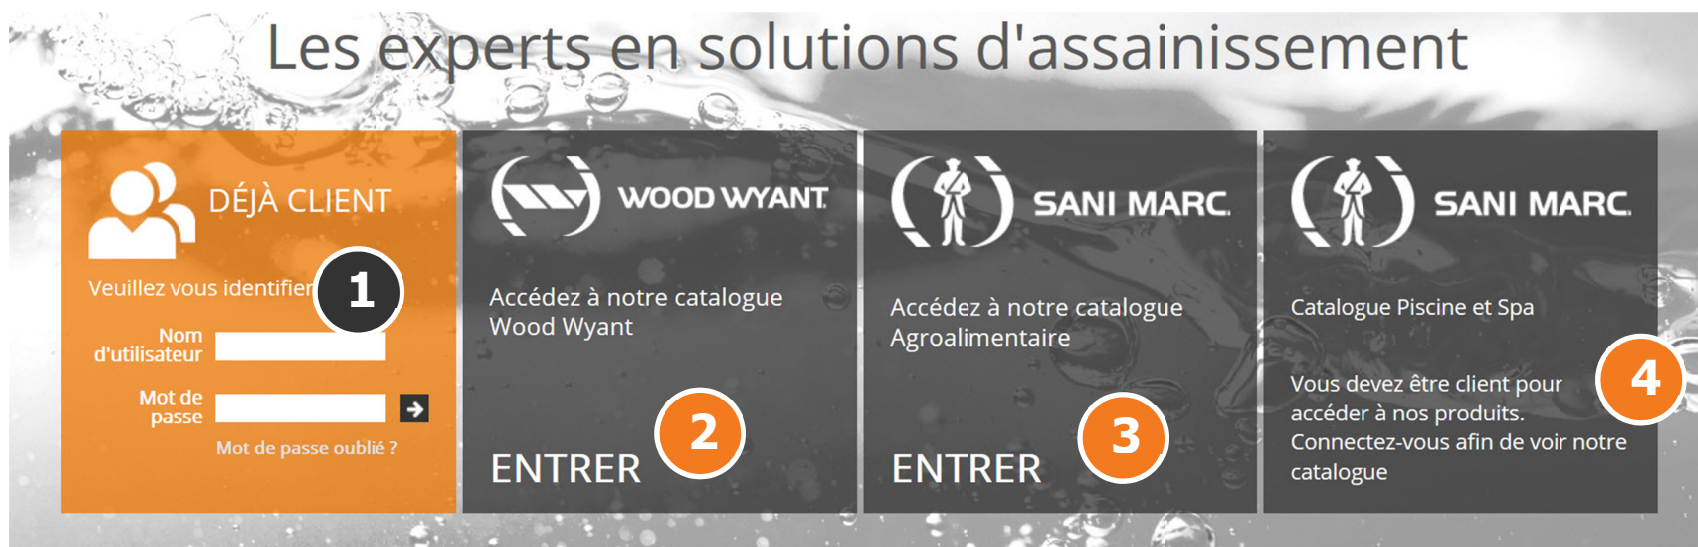 Les experts en solutions d'assainissement
DÉJÀ CLIENT
Veuillez vous identifier
1
Nom
d'utilisateur
Mot de
passe
Mot de passe oublié ?
WOOD WYANT.
Accédez à notre catalogue
Wood Wyant
2
ENTRER
SANI MARC.
Accédez à notre catalogue
Agroalimentaire
3
ENTRER
SANI MARC.
Catalogue Piscine et Spa
4
Vous devez être client pour
accéder à nos produits.
Connectez-vous afin de voir notre
catalogue